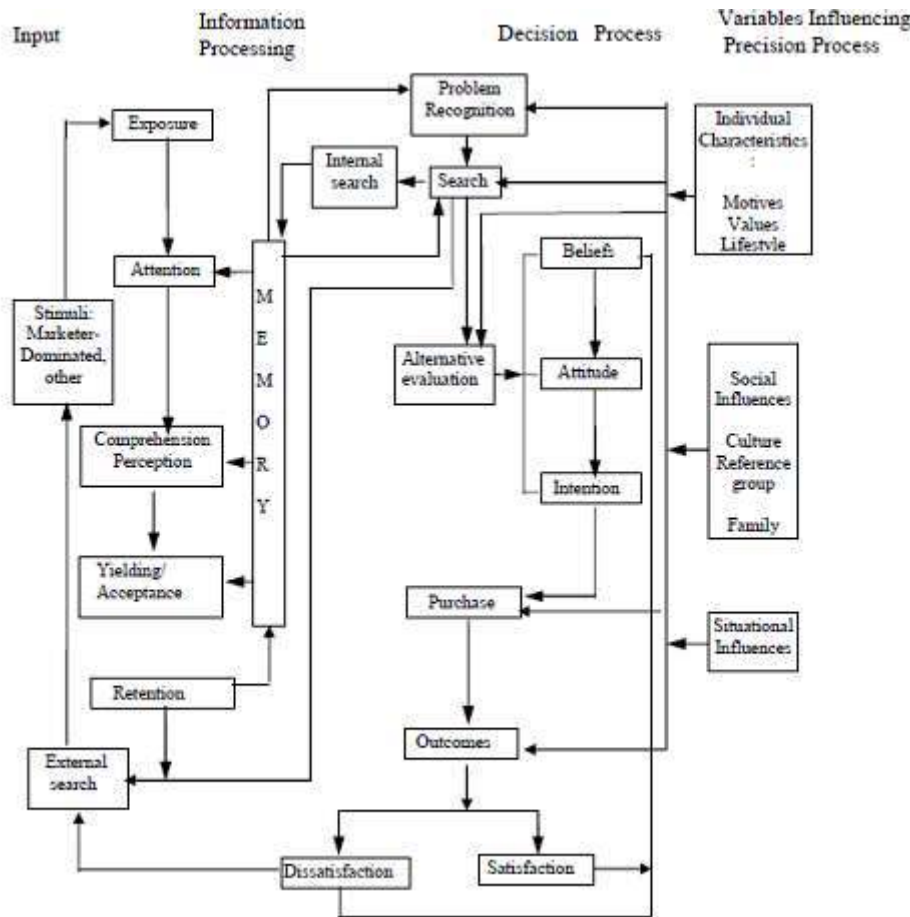 Input
Information
Processing
Decision Process
Variables Influencing
Precision Process
Exposure
Attention
Stimuli:
Marketer-
Dominated,
other
Comprehension
Perception
Yielding/
Acceptance
Retention
External
search
Internal
search
M
E
M
O
R
Y
Problem
Recognition
Search
Alternative
evaluation
Beliefs
Attitude
Intention
Purchase
Outcomes
Dissatisfaction
Satisfaction
Individual
Characteristics
:
Motives
Values
Lifestyle
Social
Influences
Culture
Reference
group
Family
Situational
Influences